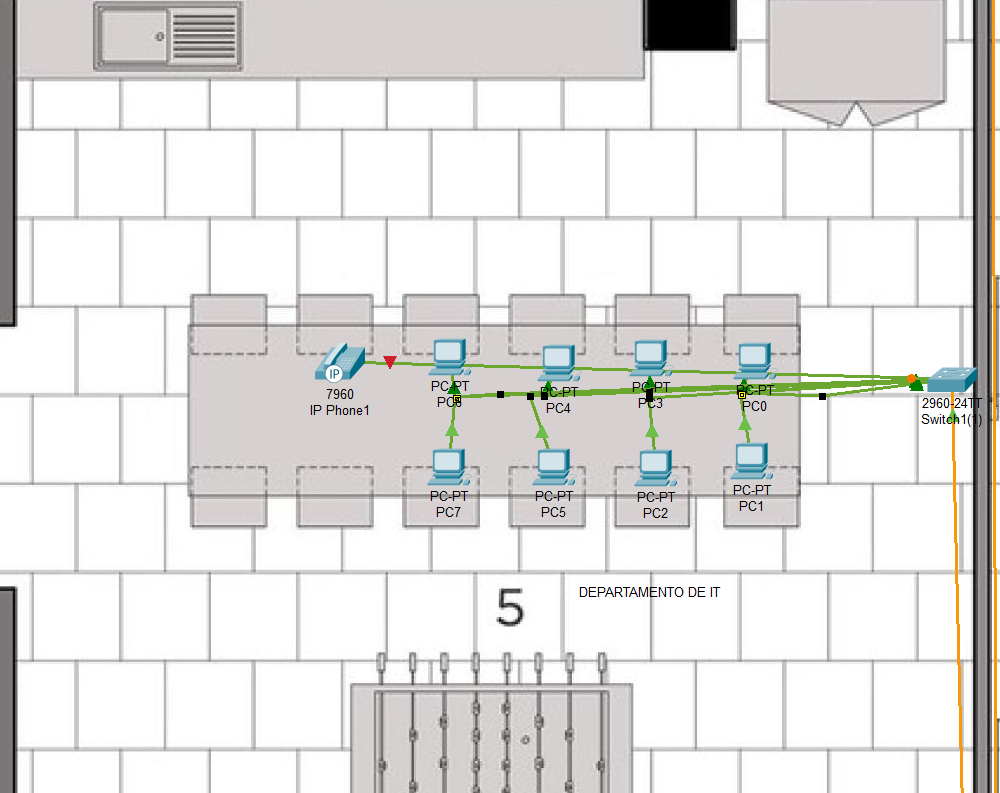 IP
7960
IP Phone1
PC-PT
PC-PT
PC4
PC-PT
PC3
PC-PT
PC0
2960-24TT
Switch1(1)
PC-PT
PC7
PC-PT
PC5
PC-PT
PC2
PC-PT
PC1
DEPARTAMENTO DE IT
5